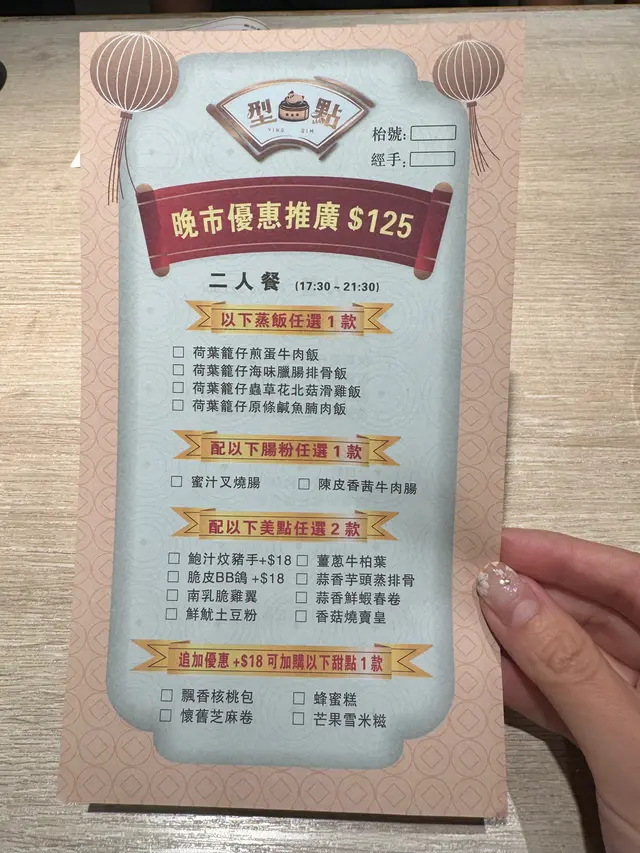 型點
YING DIM
枱號:
經手:
晚市優惠推廣 $125
二人餐 (17:30 ~ 21:30)
以下蒸飯任選 1 款
荷葉籠仔煎蛋牛肉飯
荷葉籠仔海味臘腸排骨飯
荷葉籠仔蟲草花北菇滑雞飯
荷葉籠仔原條鹹魚腩肉飯
配以下腸粉任選 1 款
蜜汁叉燒腸 陳皮香茜牛肉腸
配以下美點任選 2 款
鮑汁炆豬手+$18 薑蔥牛柏葉
脆皮BB鴿 +$18 蒜香芋頭蒸排骨
南乳脆雞翼 蒜香鮮蝦春卷
鮮魷土豆粉 香菇燒賣皇
追加優惠 +$18 可加購以下甜點 1 款
飄香核桃包 蜂蜜糕
懷舊芝麻卷 芒果雪米糍